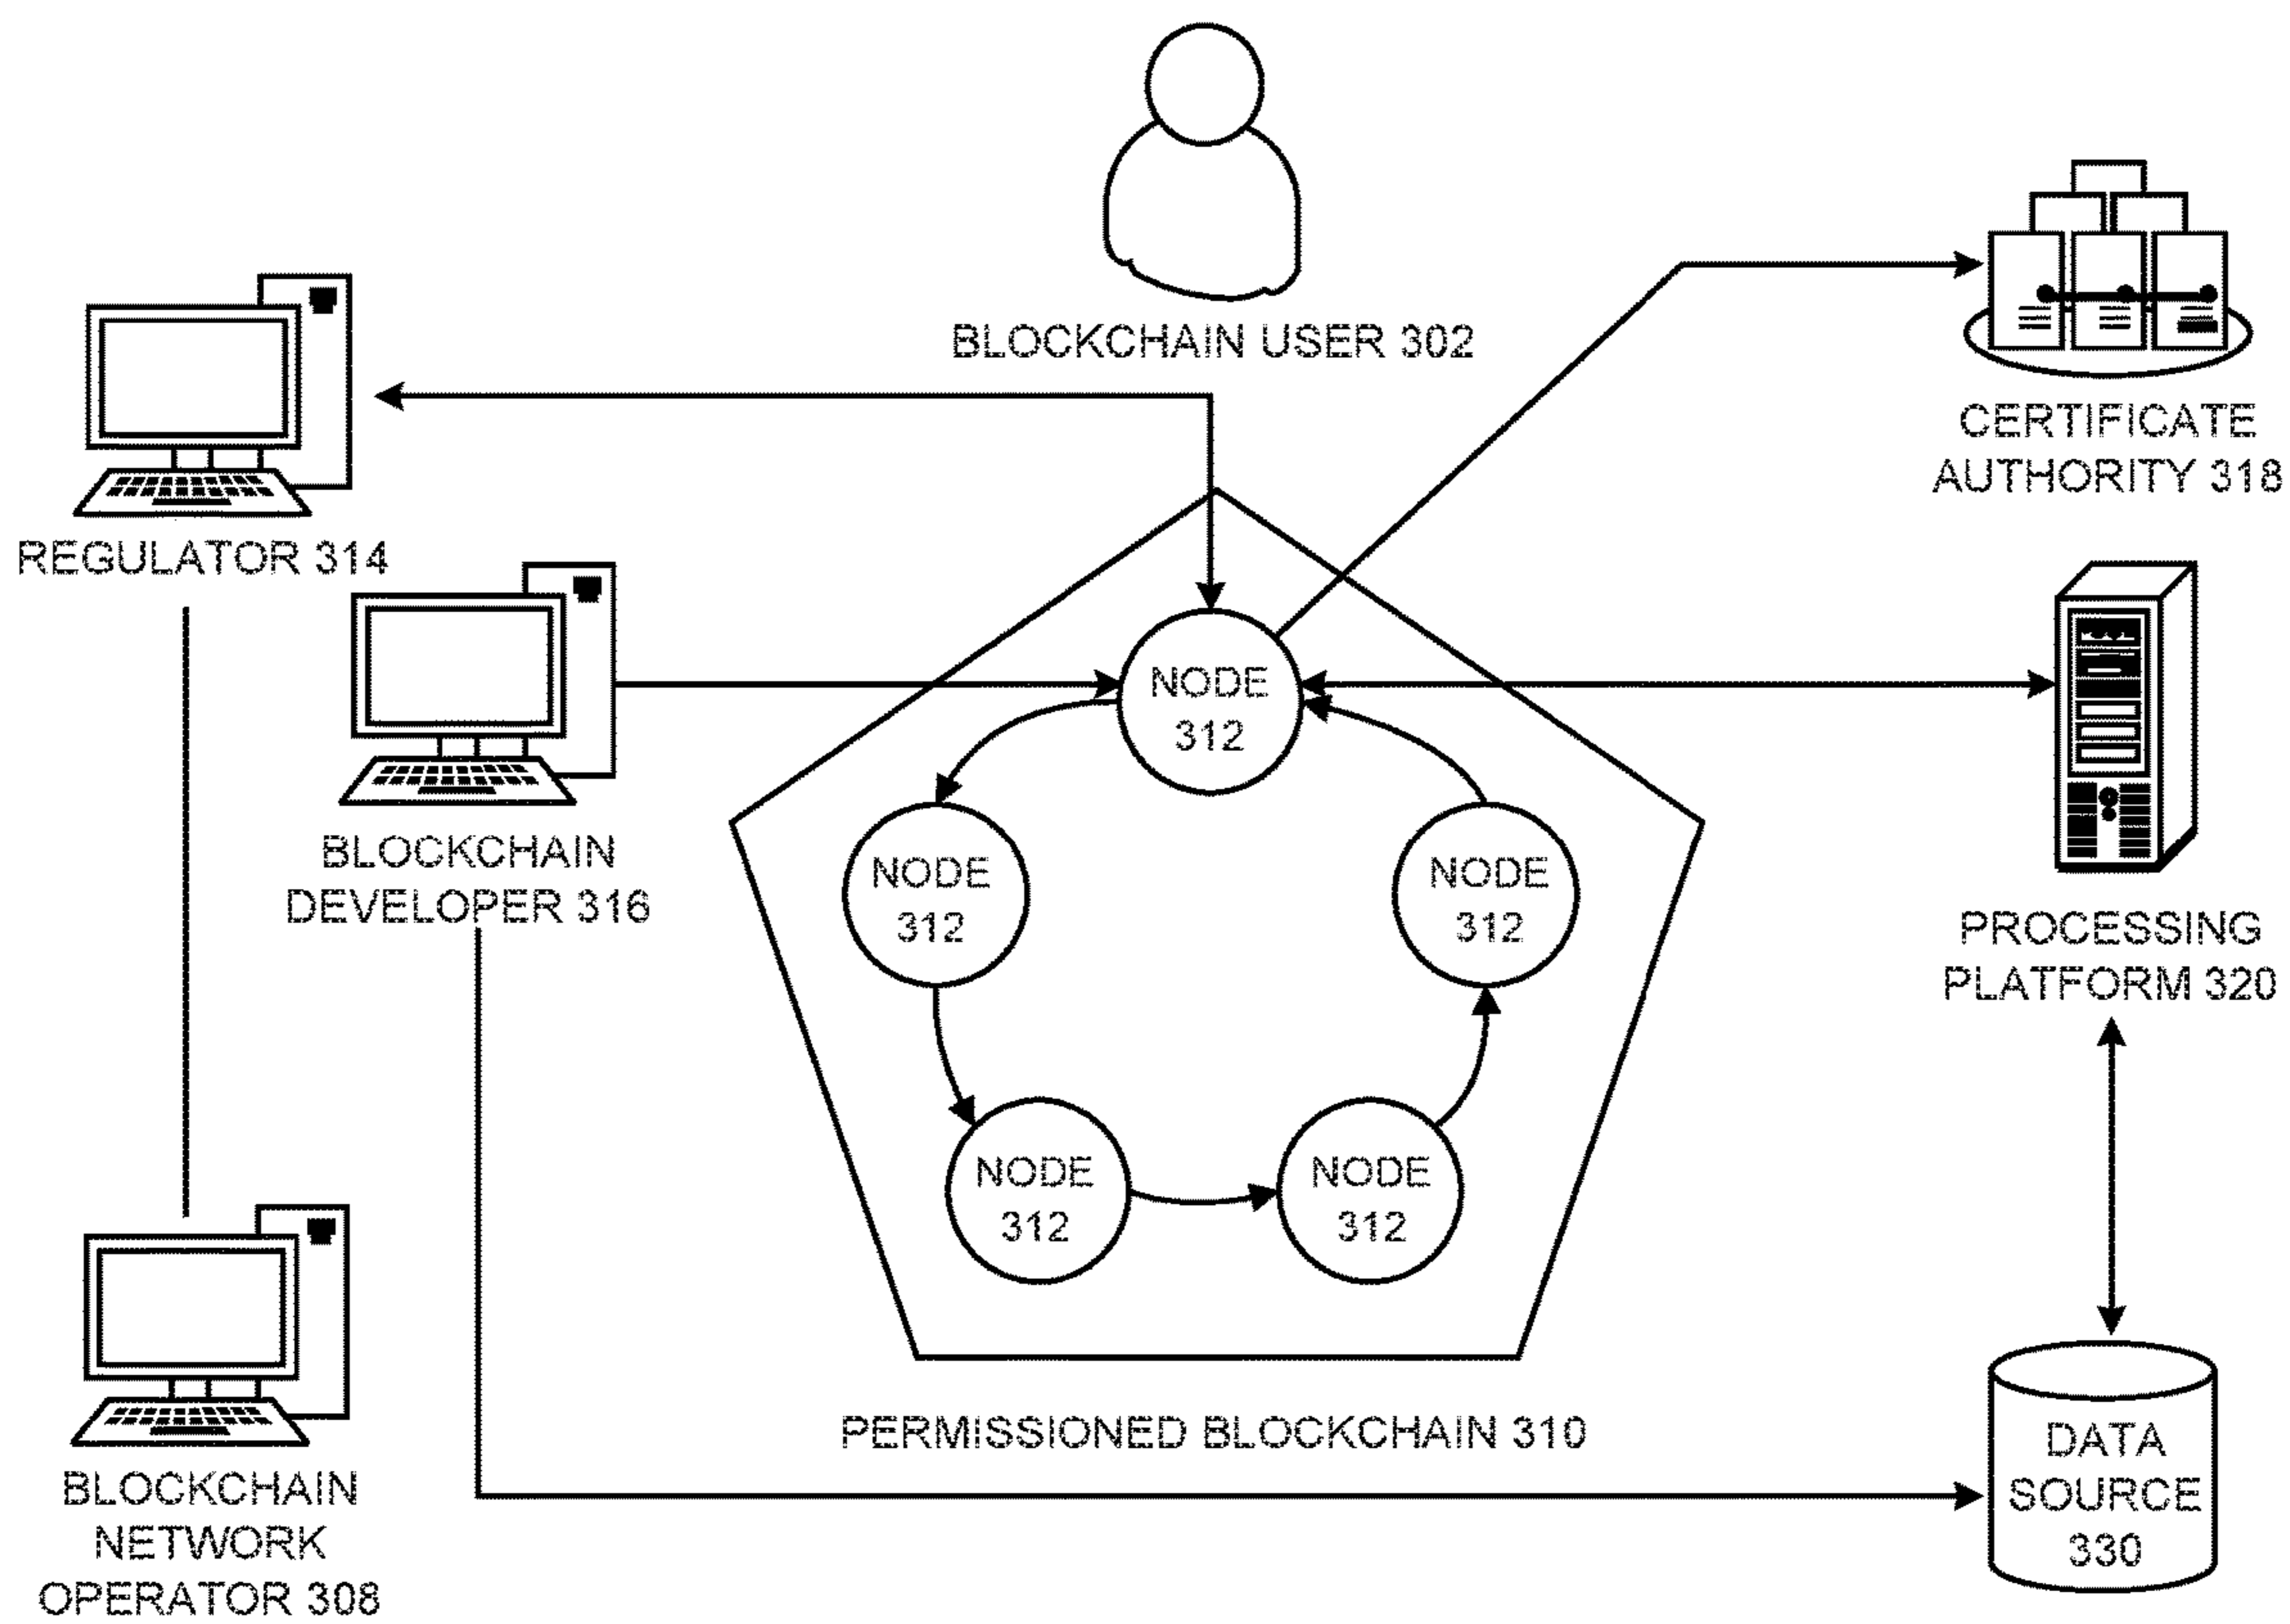 BLOCKCHAIN USER 302
CERTIFICATE
AUTHORITY 318
REGULATOR 314
NODE
312
BLOCKCHAIN
DEVELOPER 316
NODE
312
NODE
312
PROCESSING
PLATFORM 320
NODE
312
NODE
312
PERMISSIONED BLOCKCHAIN 310
BLOCKCHAIN
NETWORK
OPERATOR 308
DATA
SOURCE
330